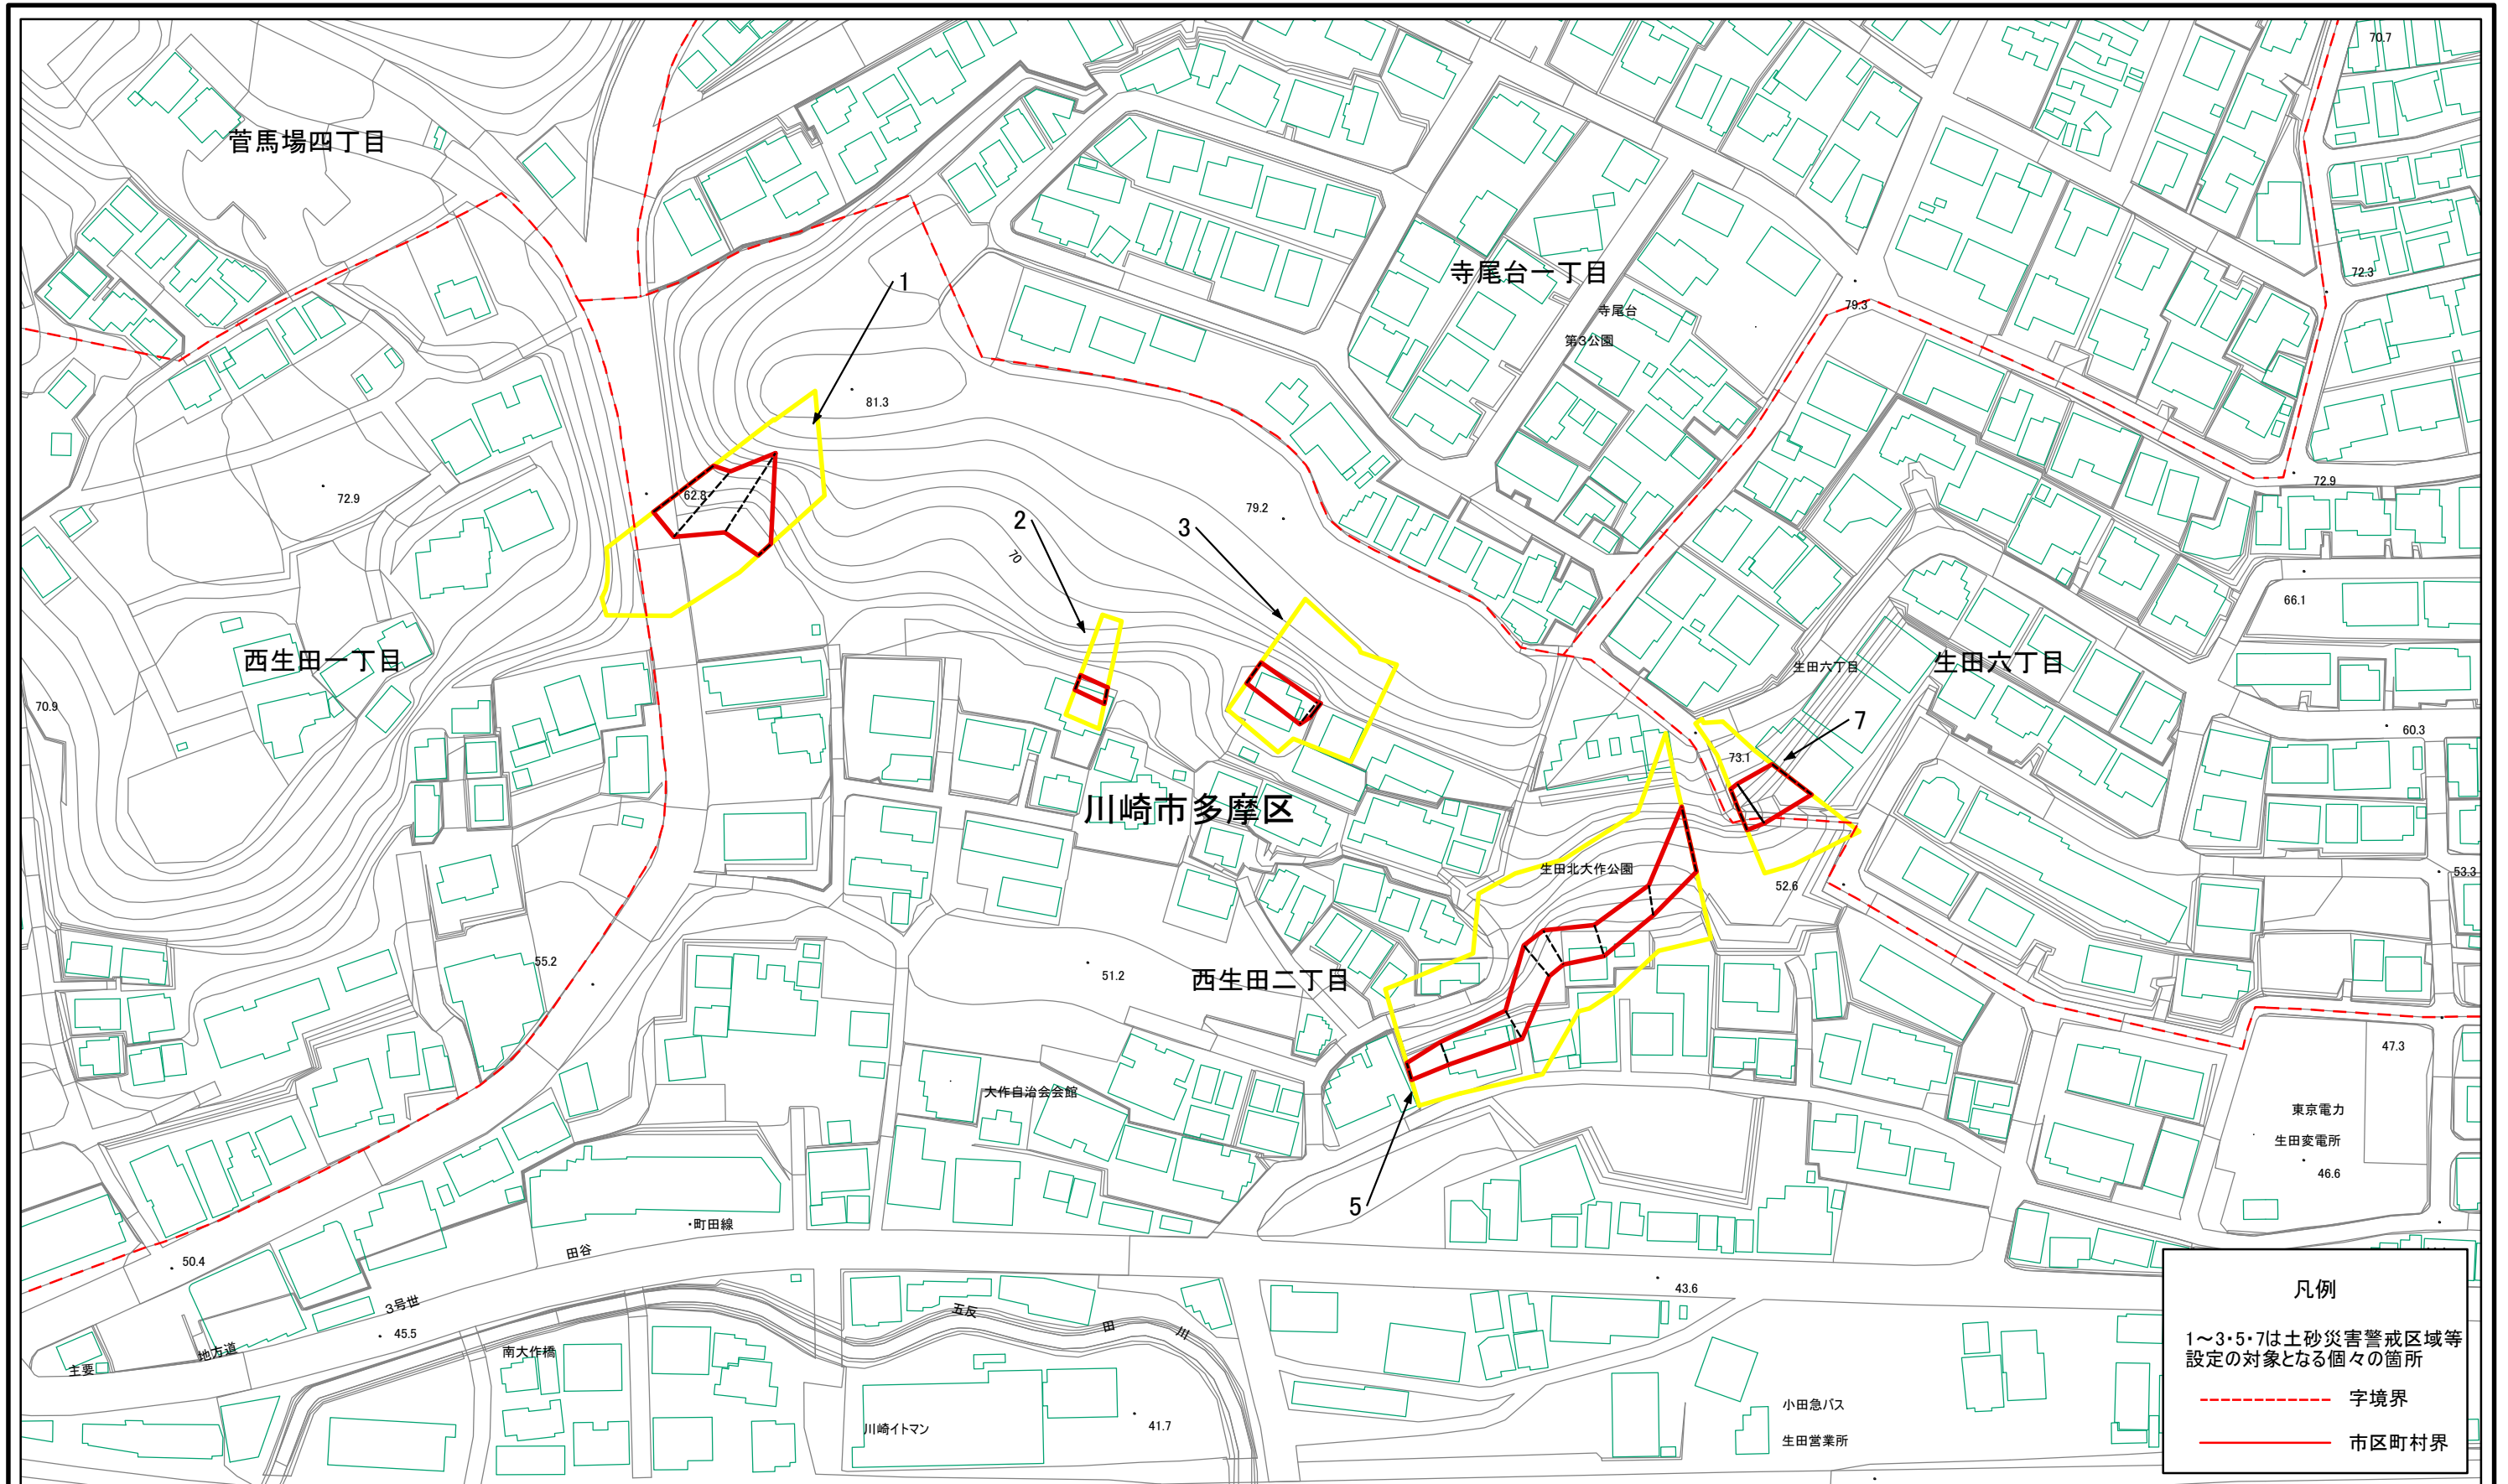 70.7
菅馬場四丁目
寺尾台一丁目
72.3
1
79.3
寺尾台
第3公園
81.3
72.9
62.8
72.9
79.2
2
3
70
66.1
西生田一丁目
生田六丁目
生田六丁目
70.9
7
60.3
73.1
川崎市多摩区
生田北大作公園
52.6
53.3
55.2
51.2
西生田二丁目
47.3
大作自治会会館
東京電力
生田変電所
46.6
5
・町田線
田谷
50.4
43.6
3号世
五反
田
川
45.5
地方道
主要
南大作橋
小田急バス
生田営業所
川崎イトマン
41.7
凡例
1～3・5・7は土砂災害警戒区域等
設定の対象となる個々の箇所
字境界
市区町村界